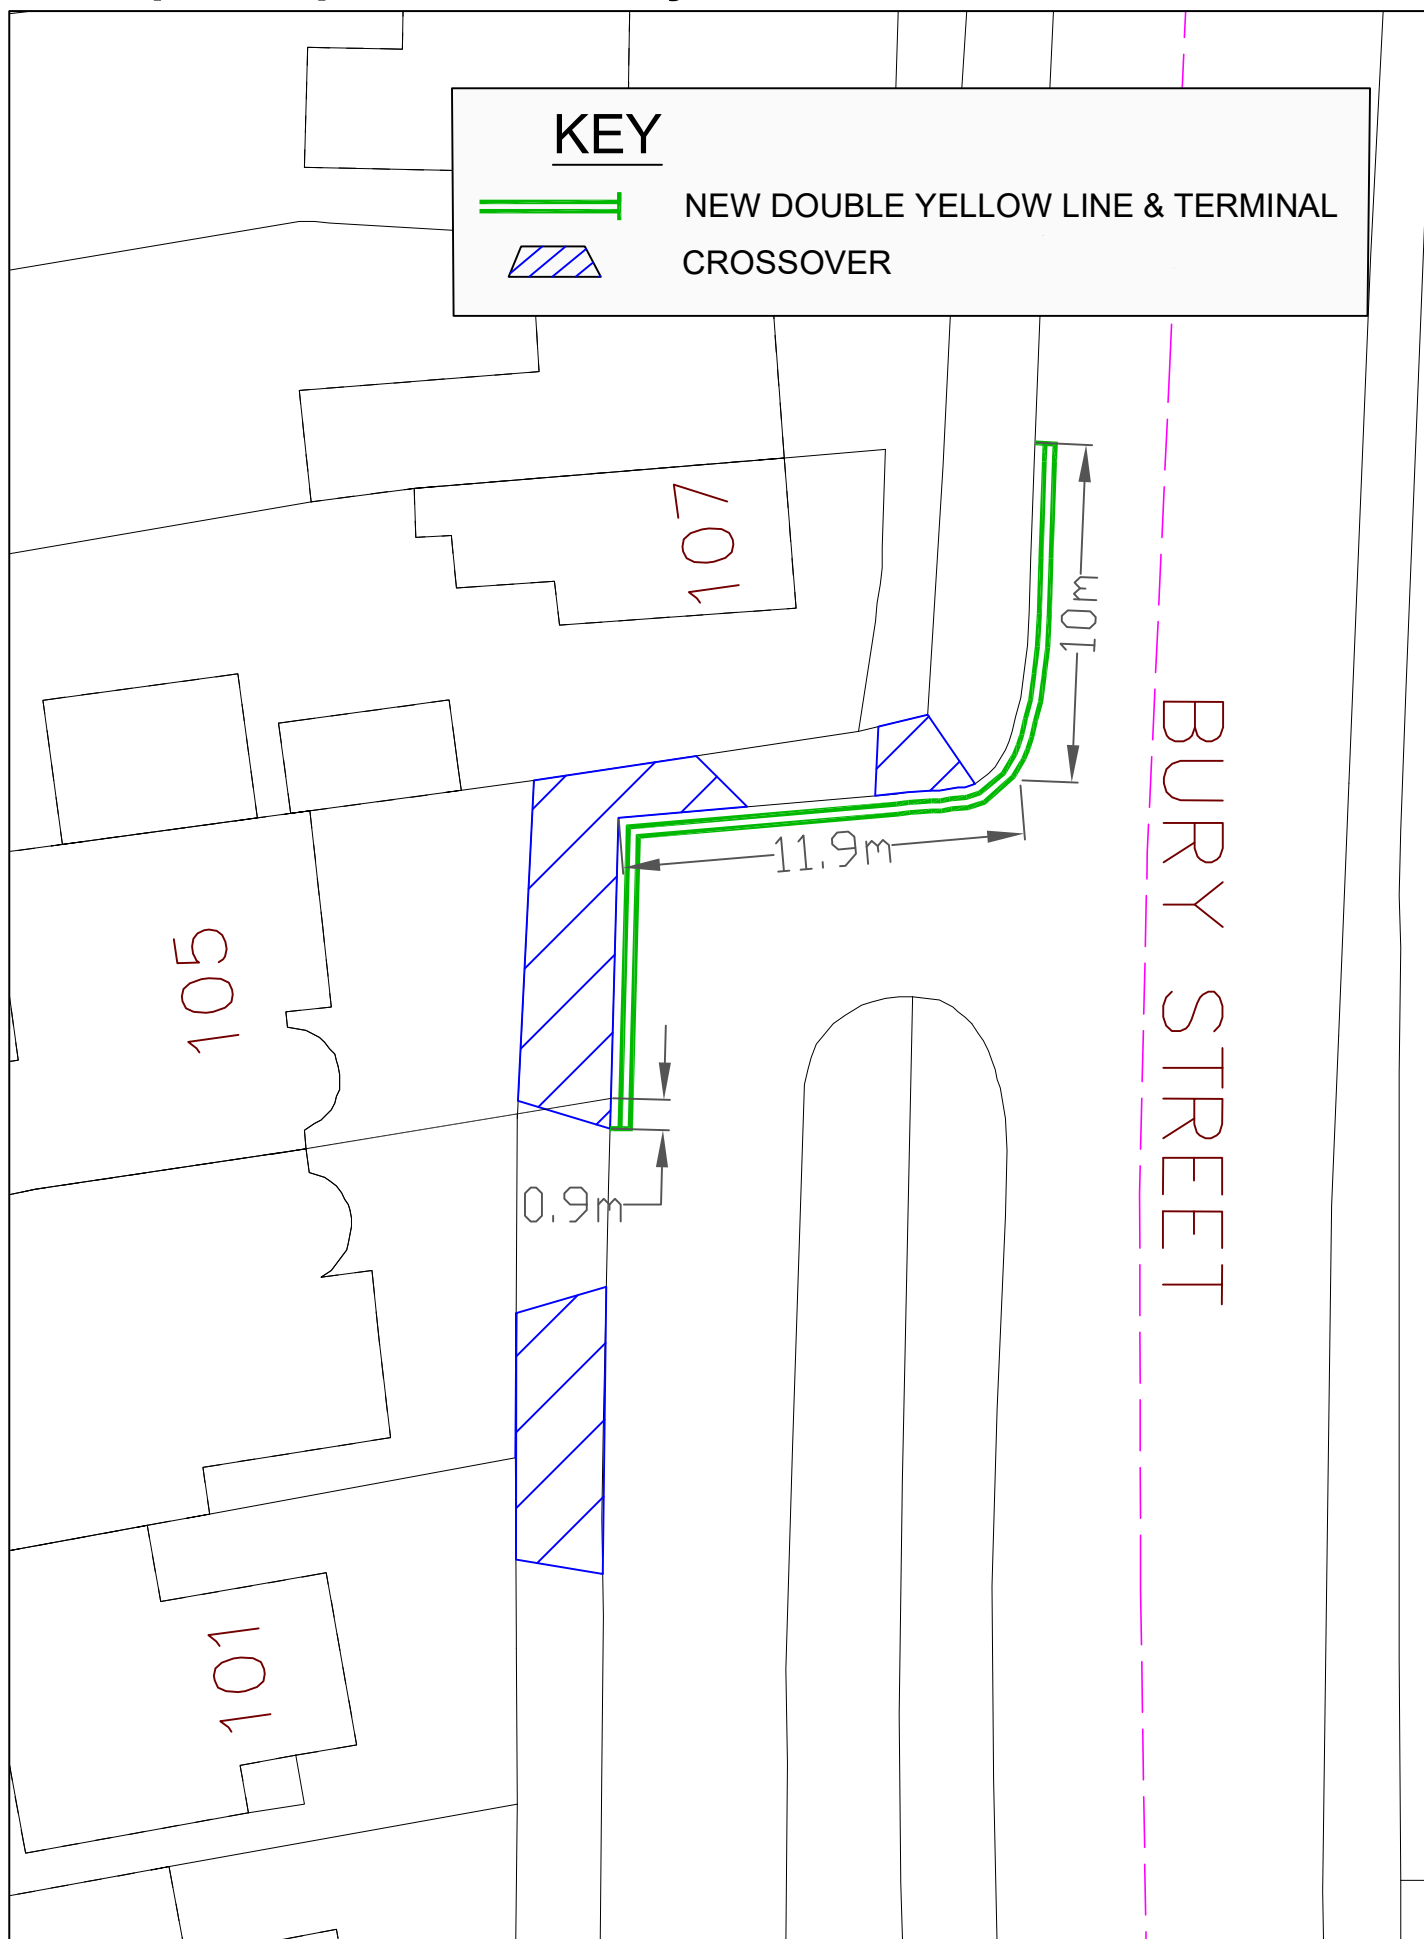 KEY
NEW DOUBLE YELLOW LINE & TERMINAL
CROSSOVER
107
10m
11.9m
BURY STREET
105
0.9m
101